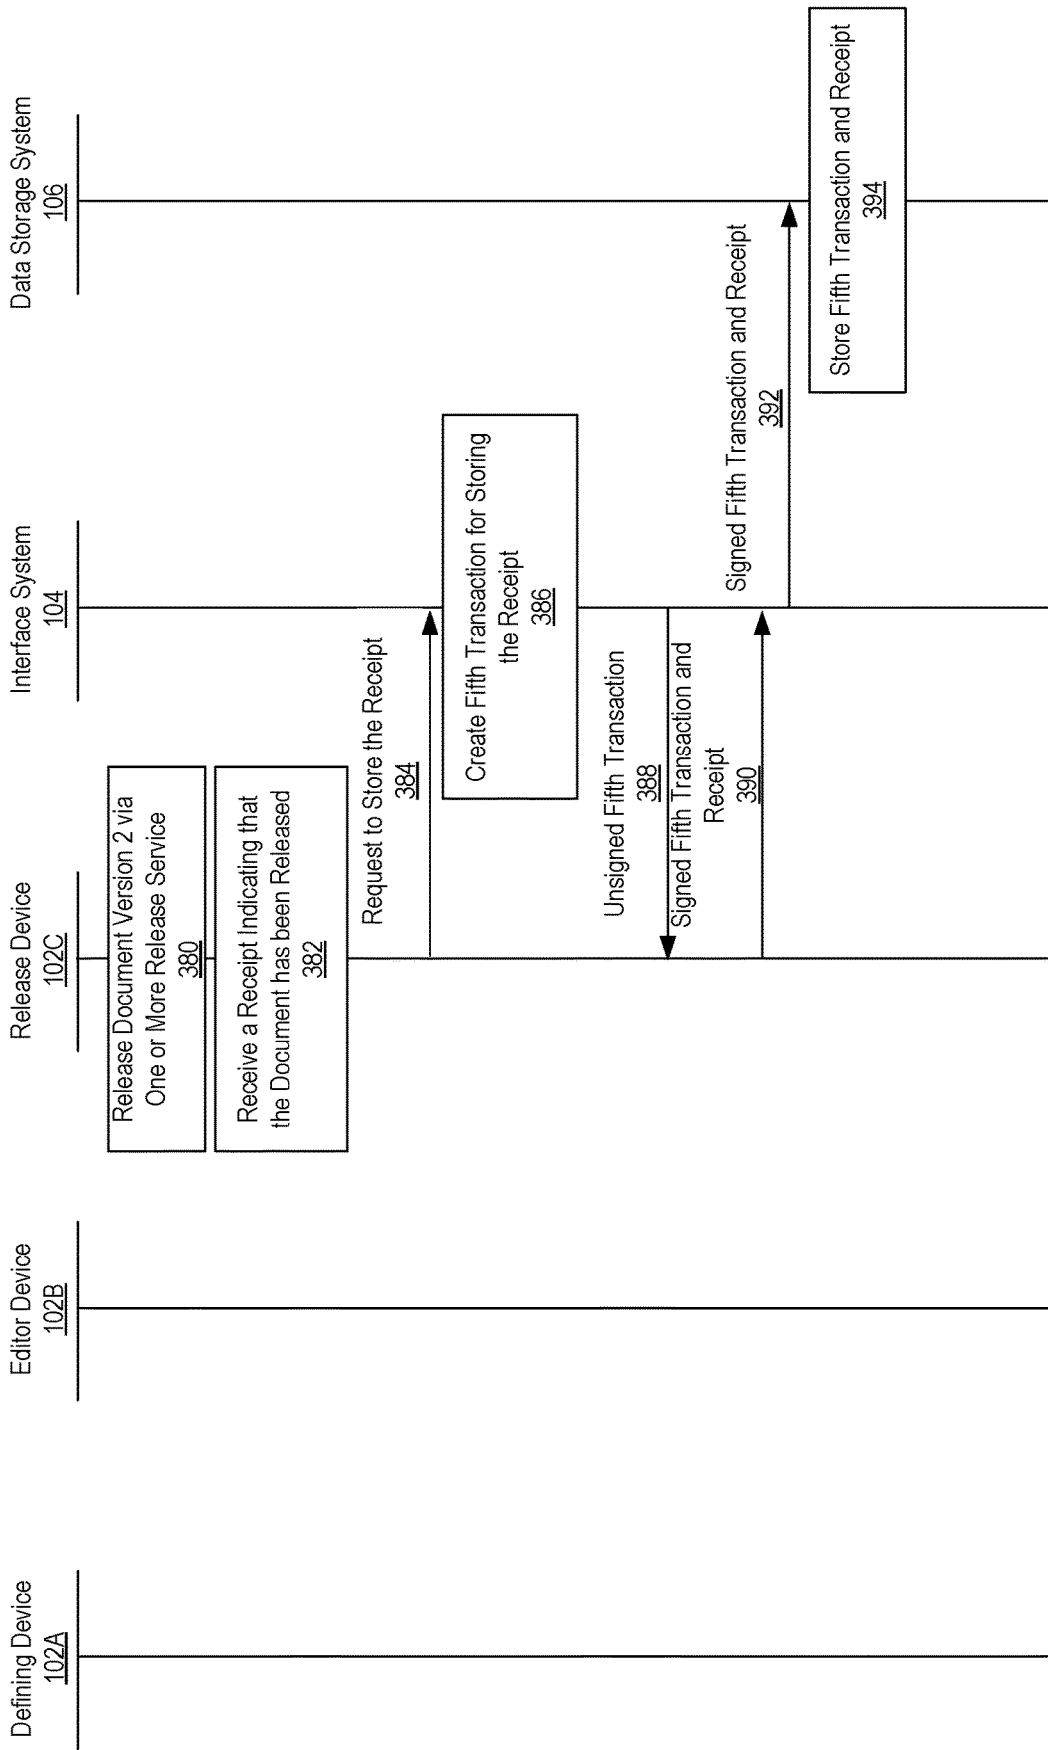 Defining Device
102A
Editor Device
102B
Release Device
102C
Interface System
104
Data Storage System
106
Release Document Version 2 via
One or More Release Service
380
Receive a Receipt Indicating that
the Document has been Released
382
Request to Store the Receipt
384
Create Fifth Transaction for Storing
the Receipt
386
Unsigned Fifth Transaction
388
Signed Fifth Transaction and
Receipt
390
Signed Fifth Transaction and Receipt
392
Store Fifth Transaction and Receipt
394